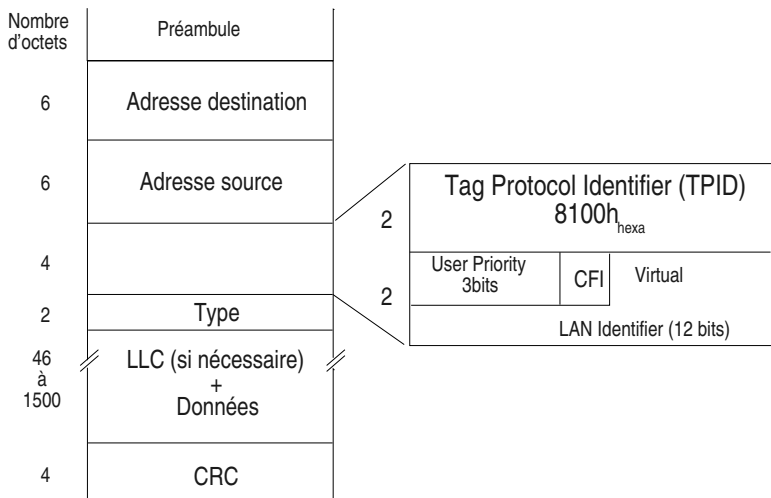 Nombre
d'octets
Préambule
6
Adresse destination
6
Adresse source
4
2
Type
46
à
1500
LLC (si nécessaire)
+
Données
4
CRC
2
Tag Protocol Identifier (TPID)
8100h hexa
2
User Priority
3bits
CFI
Virtual
LAN Identifier (12 bits)